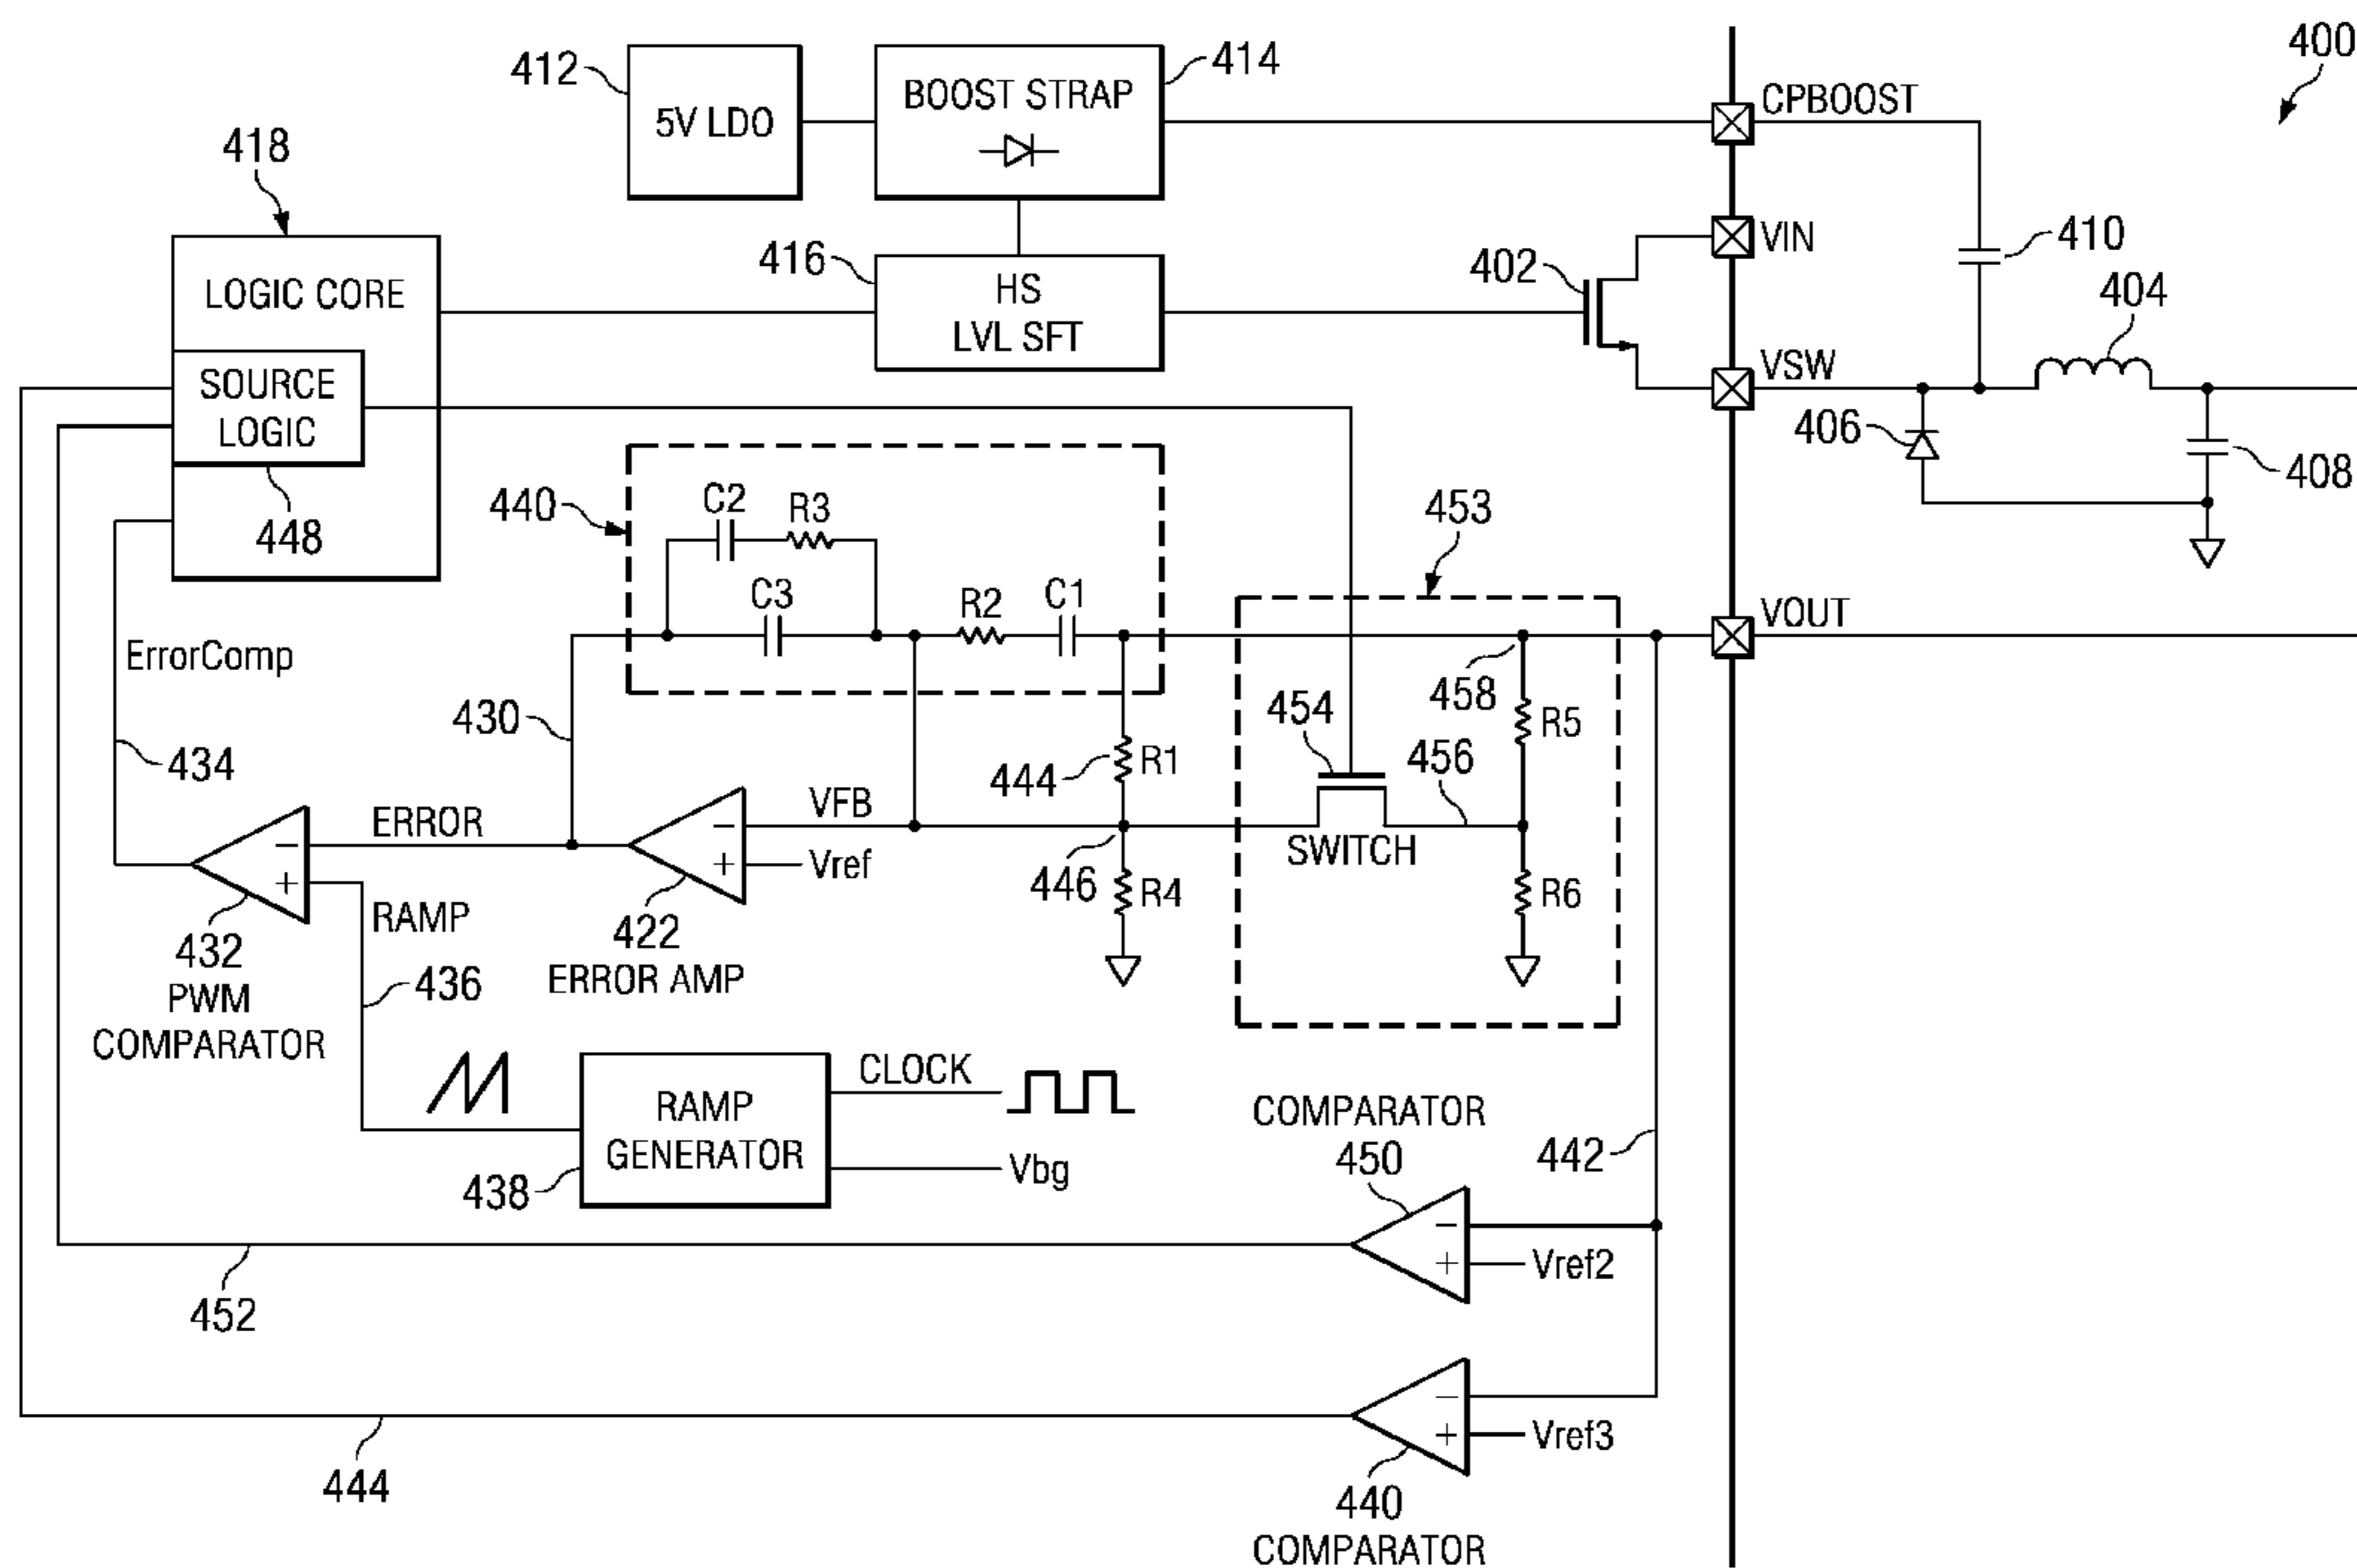 400
412
5V LDO
BOOST STRAP
414
CPBOOST
418
LOGIC CORE
416
HS
LVL SFT
402
VIN
410
404
VSW
SOURCE
LOGIC
448
406
408
440
C2
R3
453
C3
R2
C1
VOUT
ErrorComp
430
434
454
458
R5
444
R1
456
ERROR
VFB
Vref
SWITCH
446
R4
R6
RAMP
432
PWM
COMPARATOR
422
ERROR AMP
436
RAMP
GENERATOR
438
CLOCK
Vbg
COMPARATOR
450
442
Vref2
452
Vref3
444
440
COMPARATOR